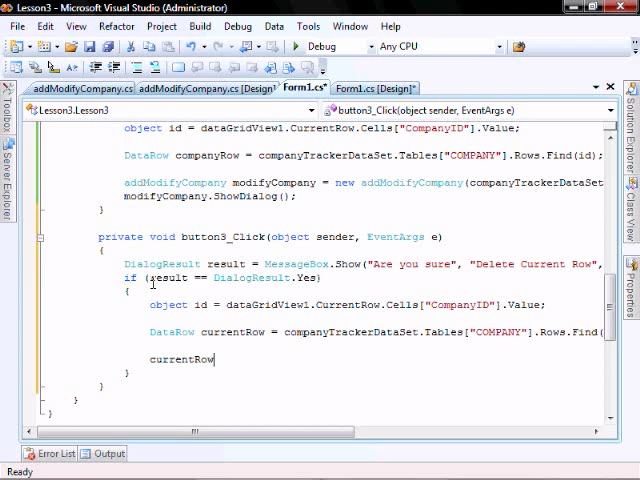 Lesson3 - Microsoft Visual Studio (Administrator)
File Edit View Refactor Project Build Debug Data Tools Test Window Help
Debug Any CPU
addModifyCompany.cs addModifyCompany.cs [Design] Form1.cs* Form1.cs [Design]*
Lesson3.Lesson3 button3_Click(object sender, EventArgs e)
object id = dataGridView1.CurrentRow.Cells["CompanyID"].Value;
DataRow companyRow = companyTrackerDataSet.Tables["COMPANY"].Rows.Find(id);
addModifyCompany modifyCompany = new addModifyCompany(companyTrackerDataSet
modifyCompany.ShowDialog();
}
private void button3_Click(object sender, EventArgs e)
{
DialogResult result = MessageBox.Show("Are you sure", "Delete Current Row",
if (result == DialogResult.Yes)
{
object id = dataGridView1.CurrentRow.Cells["CompanyID"].Value;
DataRow currentRow = companyTrackerDataSet.Tables["COMPANY"].Rows.Find(
currentRow
}
}
}
}
Toolbox
Server Explorer
Solution Explorer
Class View
Properties
Error List Output
Ready